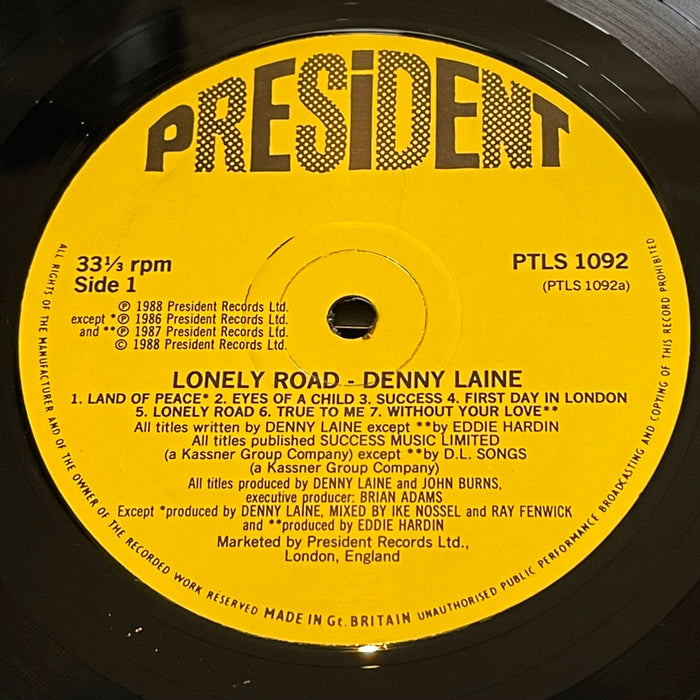 PRESiDENT
33⅓ rpm
Side 1
PTLS 1092
(PTLS 1092a)
℗ 1988 President Records Ltd.
except *℗ 1986 President Records Ltd.
and **℗ 1987 President Records Ltd.
© 1988 President Records Ltd.
LONELY ROAD - DENNY LAINE
1. LAND OF PEACE* 2. EYES OF A CHILD 3. SUCCESS 4. FIRST DAY IN LONDON
5. LONELY ROAD 6. TRUE TO ME 7. WITHOUT YOUR LOVE**
All titles written by DENNY LAINE except **by EDDIE HARDIN
All titles published SUCCESS MUSIC LIMITED
(a Kassner Group Company) except **by D.L. SONGS
(a Kassner Group Company)
All titles produced by DENNY LAINE and JOHN BURNS,
executive producer: BRIAN ADAMS
Except *produced by DENNY LAINE, MIXED BY IKE NOSSEL and RAY FENWICK
and **produced by EDDIE HARDIN
Marketed by President Records Ltd.,
London, England
ALL RIGHTS OF THE MANUFACTURER AND OF THE OWNER OF THE RECORDED WORK RESERVED MADE IN Gt. BRITAIN UNAUTHORISED PUBLIC PERFORMANCE BROADCASTING AND COPYING OF THIS RECORD PROHIBITED